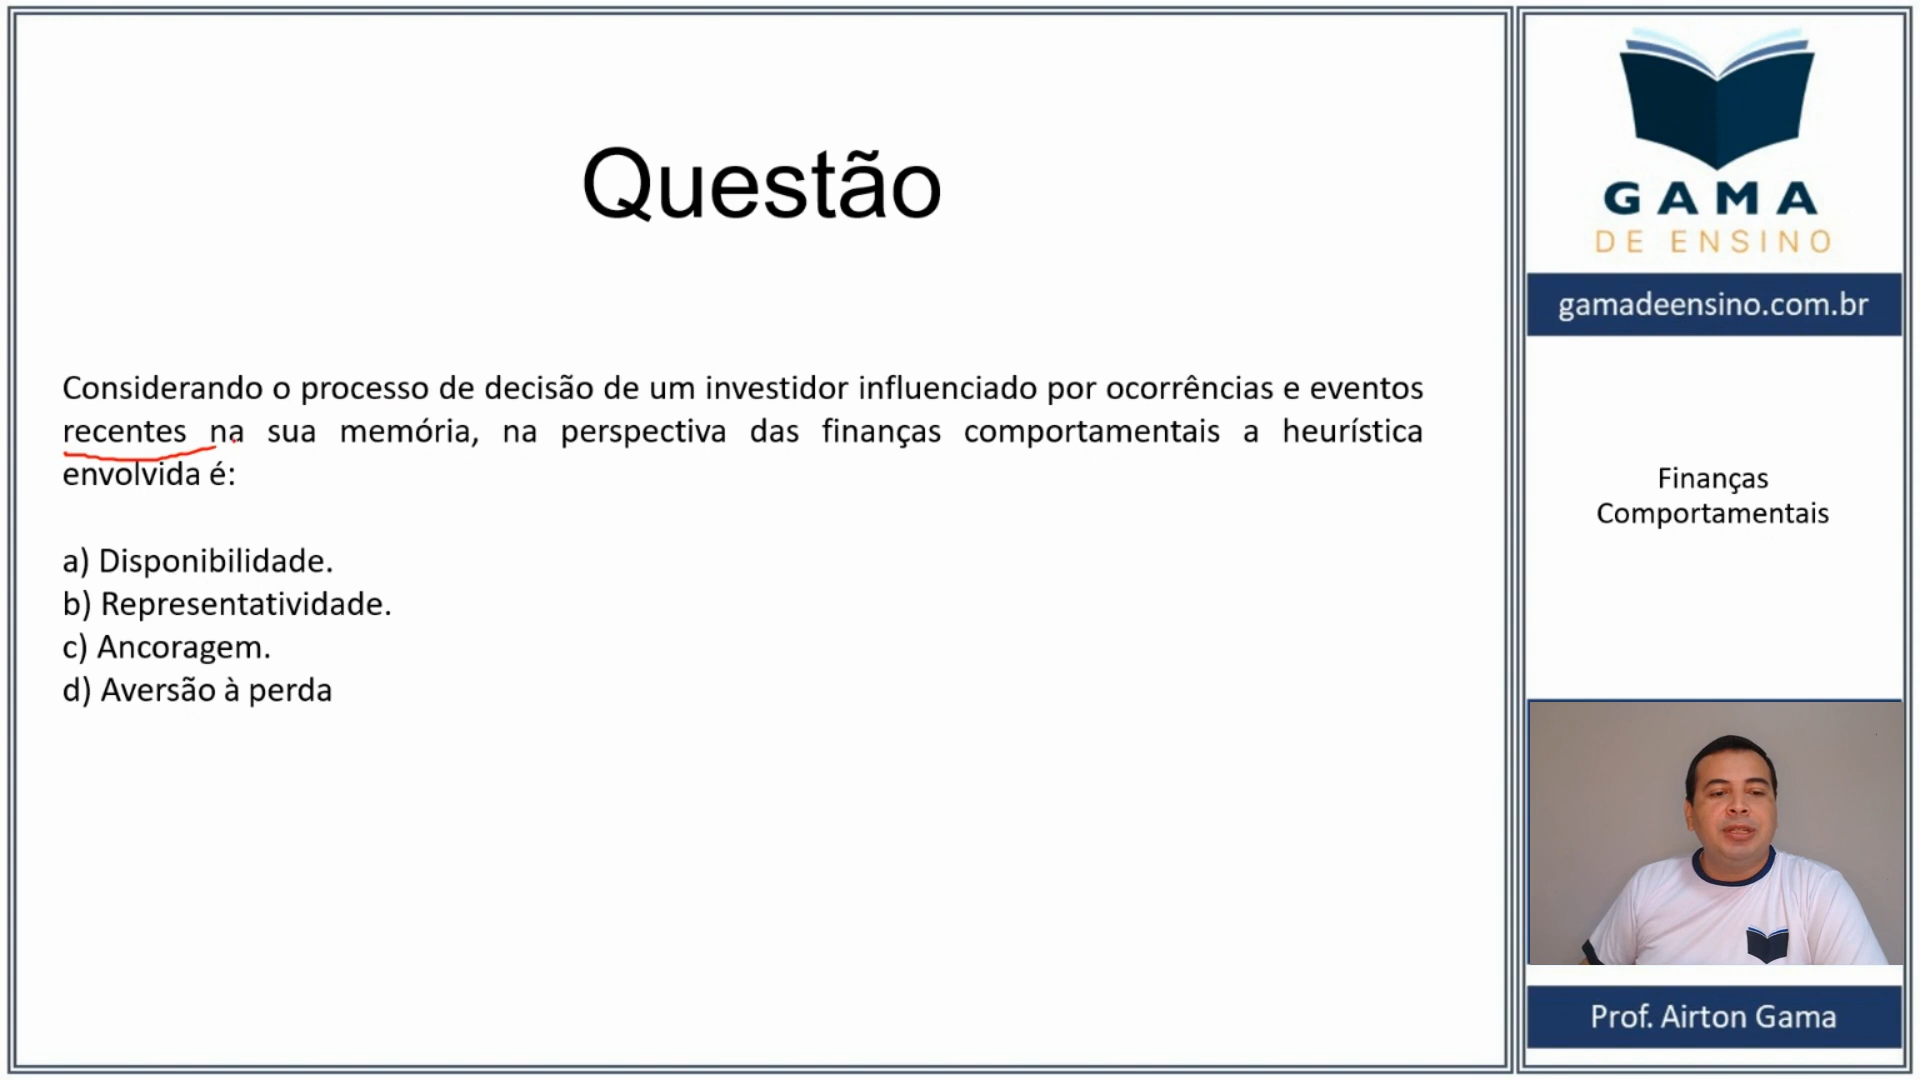 Questão
Considerando o processo de decisão de um investidor influenciado por ocorrências e eventos
recentes na sua memória, na perspectiva das finanças comportamentais a heurística
envolvida é:
a) Disponibilidade.
b) Representatividade.
c) Ancoragem.
d) Aversão à perda
GAMA
DE ENSINO
gamadeensino.com.br
Finanças
Comportamentais
Prof. Airton Gama